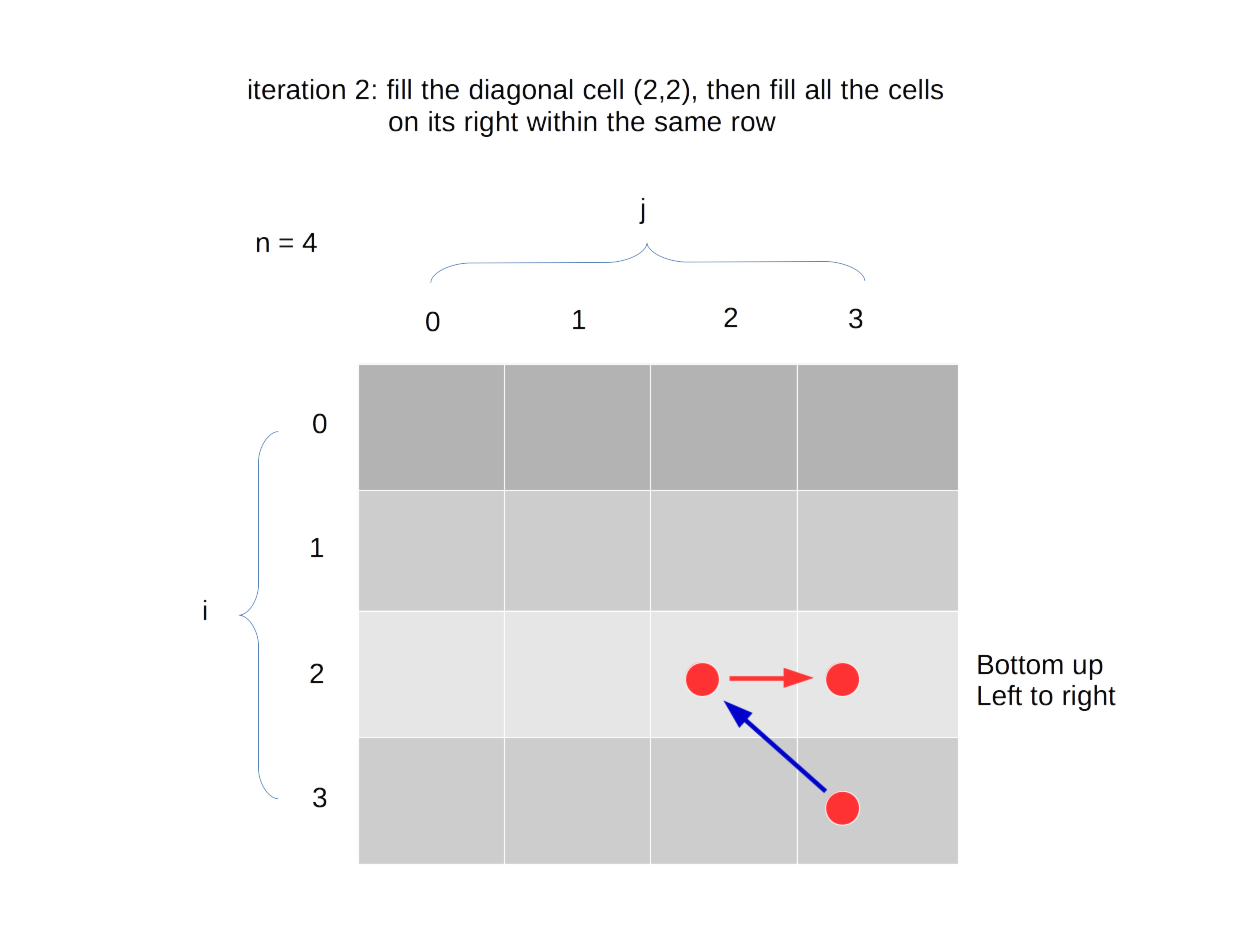 iteration 2: fill the diagonal cell (2,2), then fill all the cells
on its right within the same row
j
n = 4
0 1 2 3
0
1
i
2
Bottom up
Left to right
3